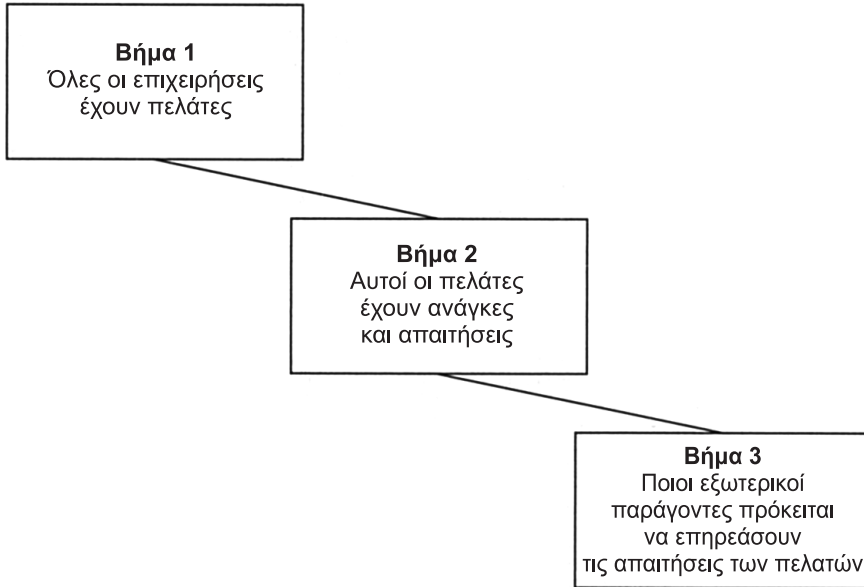 Βήμα 1
Όλες οι επιχειρήσεις
έχουν πελάτες
Βήμα 2
Αυτοί οι πελάτες
έχουν ανάγκες
και απαιτήσεις
Βήμα 3
Ποιοι εξωτερικοί
παράγοντες πρόκειται
να επηρεάσουν
τις απαιτήσεις των πελατών